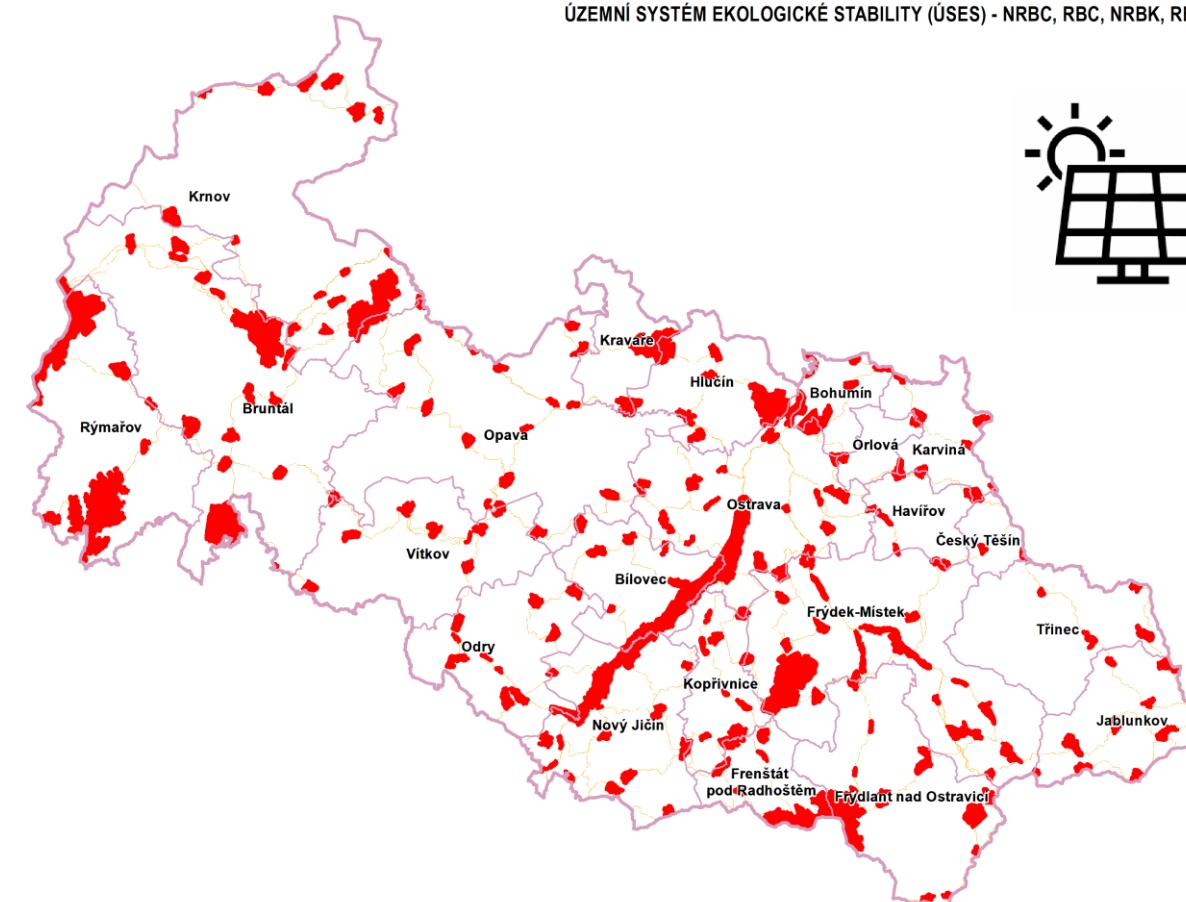 ÚZEMNÍ SYSTÉM EKOLOGICKÉ STABILITY (ÚSES) - NRBC, RBC, NRBK,
Krnov
Kravaře
Hlučín
Bohumín
Rýmařov
Bruntál
Opava
Orlová
Karviná
Ostrava
Havířov
Český Těšín
Vítkov
Bílovec
Frýdek-Místek
Třinec
Odry
Kopřivnice
Nový Jičín
Jablunkov
Frenštát
pod Radhoštěm
Frýdlant nad Ostravicí